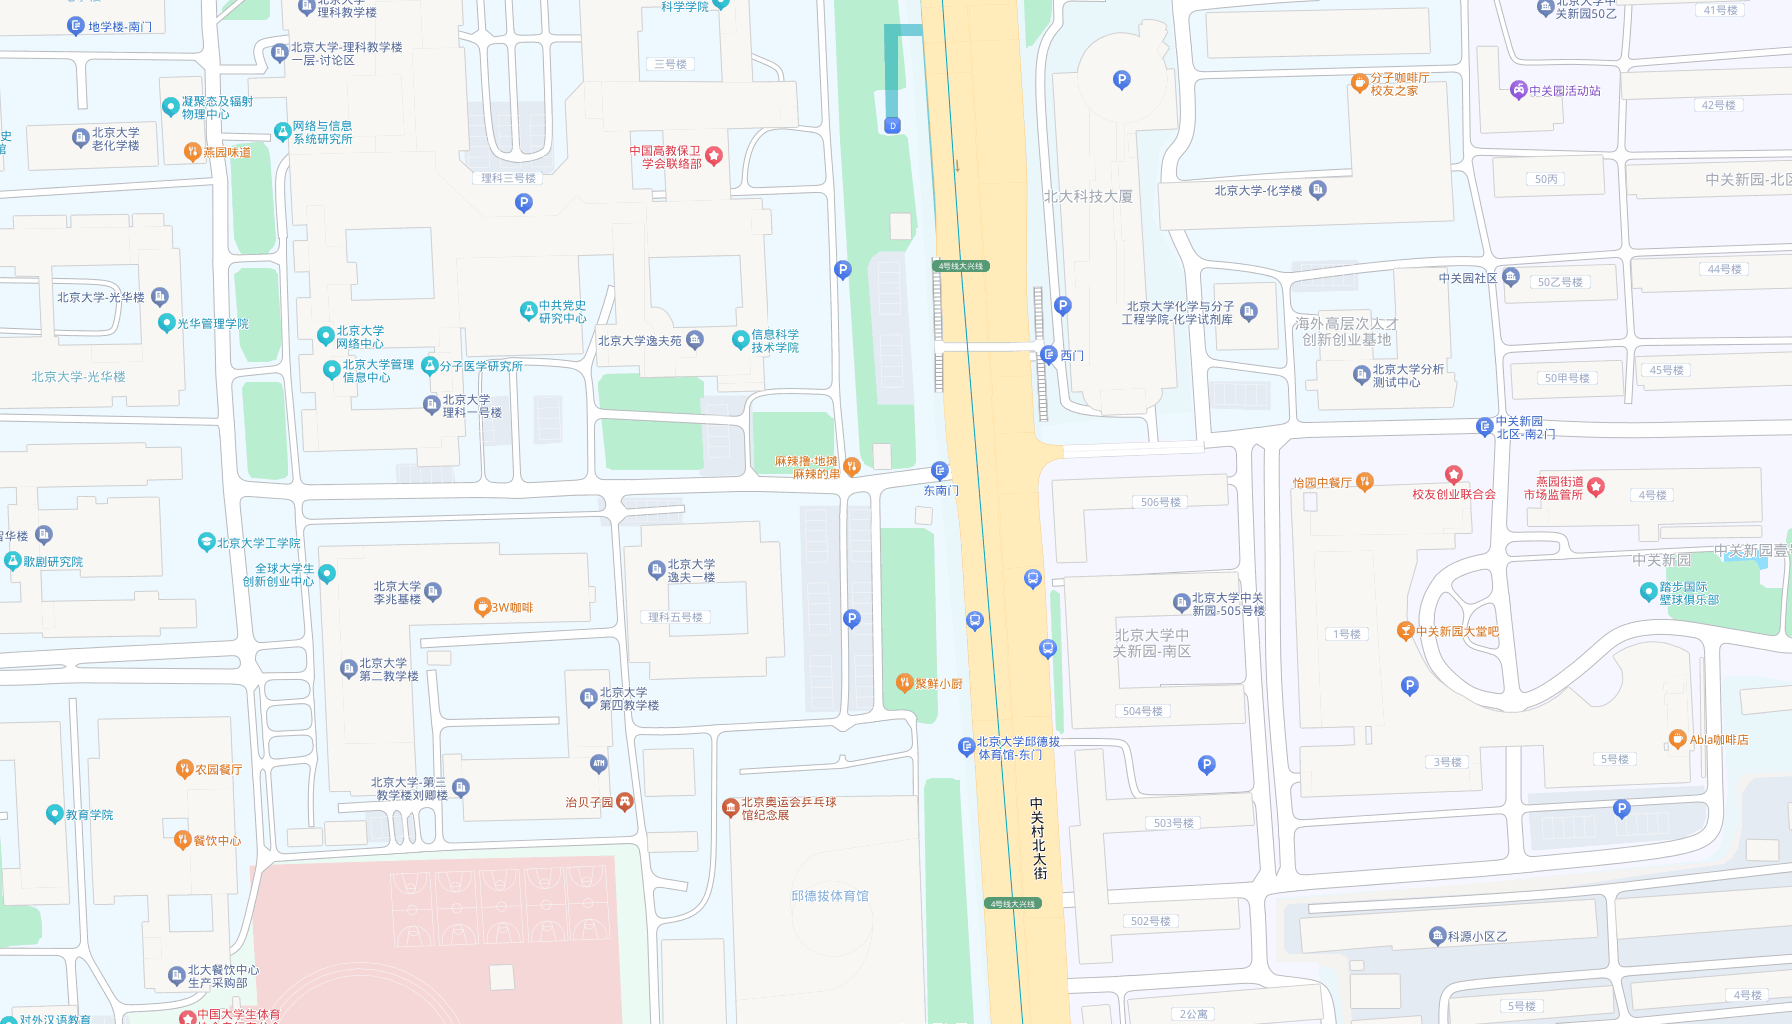 北京大学
理科教学楼
科学学院
地学楼-南门
北京大学-理科教学楼
一层-讨论区
三号楼
北京大学-中
关新园50乙
41号楼
分子咖啡厅
校友之家
中关园活动站
42号楼
凝聚态及辐射
物理中心
网络与信息
系统研究所
北京大学
老化学楼
燕园味道
中国高教保卫
学会联络部
理科三号楼
D
P
北大科技大厦
北京大学-化学楼
50丙
中关新园-北区
4号线大兴线
中关园社区
44号楼
50乙号楼
北京大学-光华楼
光华管理学院
中共党史
研究中心
北京大学
网络中心
北京大学逸夫苑
信息科学
技术学院
北京大学化学与分子
工程学院-化学试剂库
海外高层次人才
创新创业基地
西门
北京大学管理
信息中心
分子医学研究所
北京大学-光华楼
北京大学分析
测试中心
45号楼
50甲号楼
北京大学
理科一号楼
中关新园
北区-南2门
麻辣撸·地摊
麻辣的串
东南门
怡园中餐厅
校友创业联合会
燕园街道
市场监管所
4号楼
506号楼
智华楼
歌剧研究院
北京大学工学院
全球大学生
创新创业中心
北京大学
李兆基楼
3W咖啡
北京大学
逸夫一楼
理科五号楼
中关新园
中关新园壹
踏步国际
壁球俱乐部
北京大学中关
新园-505号楼
北京大学中
关新园-南区
1号楼
中关新园大堂吧
北京大学
第二教学楼
北京大学
第四教学楼
聚鲜小厨
504号楼
北京大学邱德拔
体育馆-东门
Abla咖啡店
农园餐厅
ATM
3号楼
5号楼
北京大学-第三
教学楼刘卿楼
治贝子园
北京奥运会乒乓球
馆纪念展
中关村北大街
教育学院
餐饮中心
503号楼
邱德拔体育馆
4号线大兴线
502号楼
科源小区乙
北大餐饮中心
生产采购部
中国大学生体育
对外汉语教育
2公寓
5号楼
4号楼